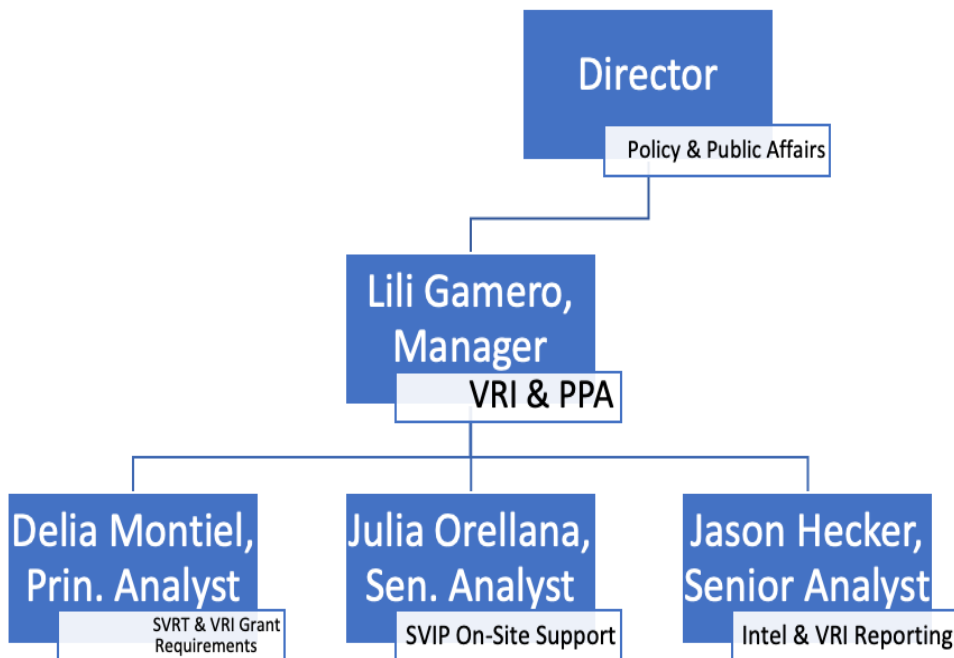 Director
Policy & Public Affairs
Lili Gamero,
Manager
VRI & PPA
Delia Montiel,
Prin. Analyst
SVRT & VRI Grant
Requirements
Julia Orellana,
Sen. Analyst
SVIP On-Site Support
Jason Hecker,
Senior Analyst
Intel & VRI Reporting